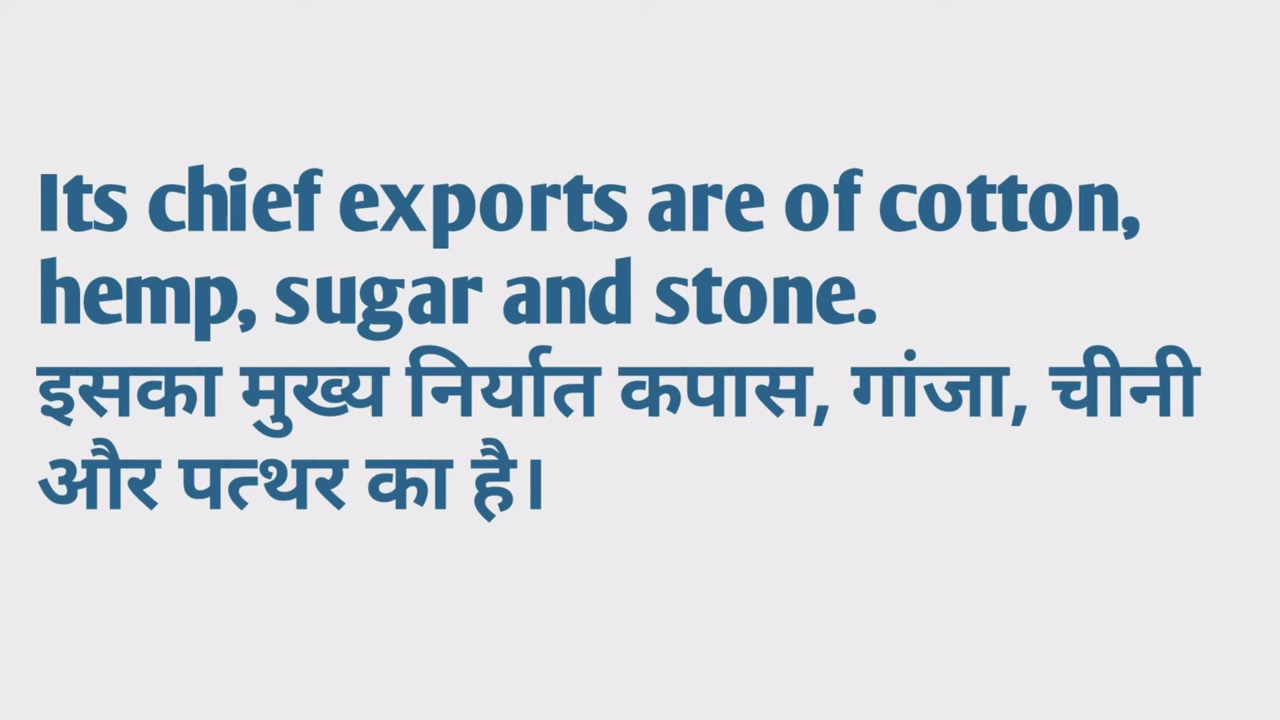 Its chief exports are of cotton,
hemp, sugar and stone.
इसका मुख्य निर्यात कपास, गांजा, चीनी
और पत्थर का है।